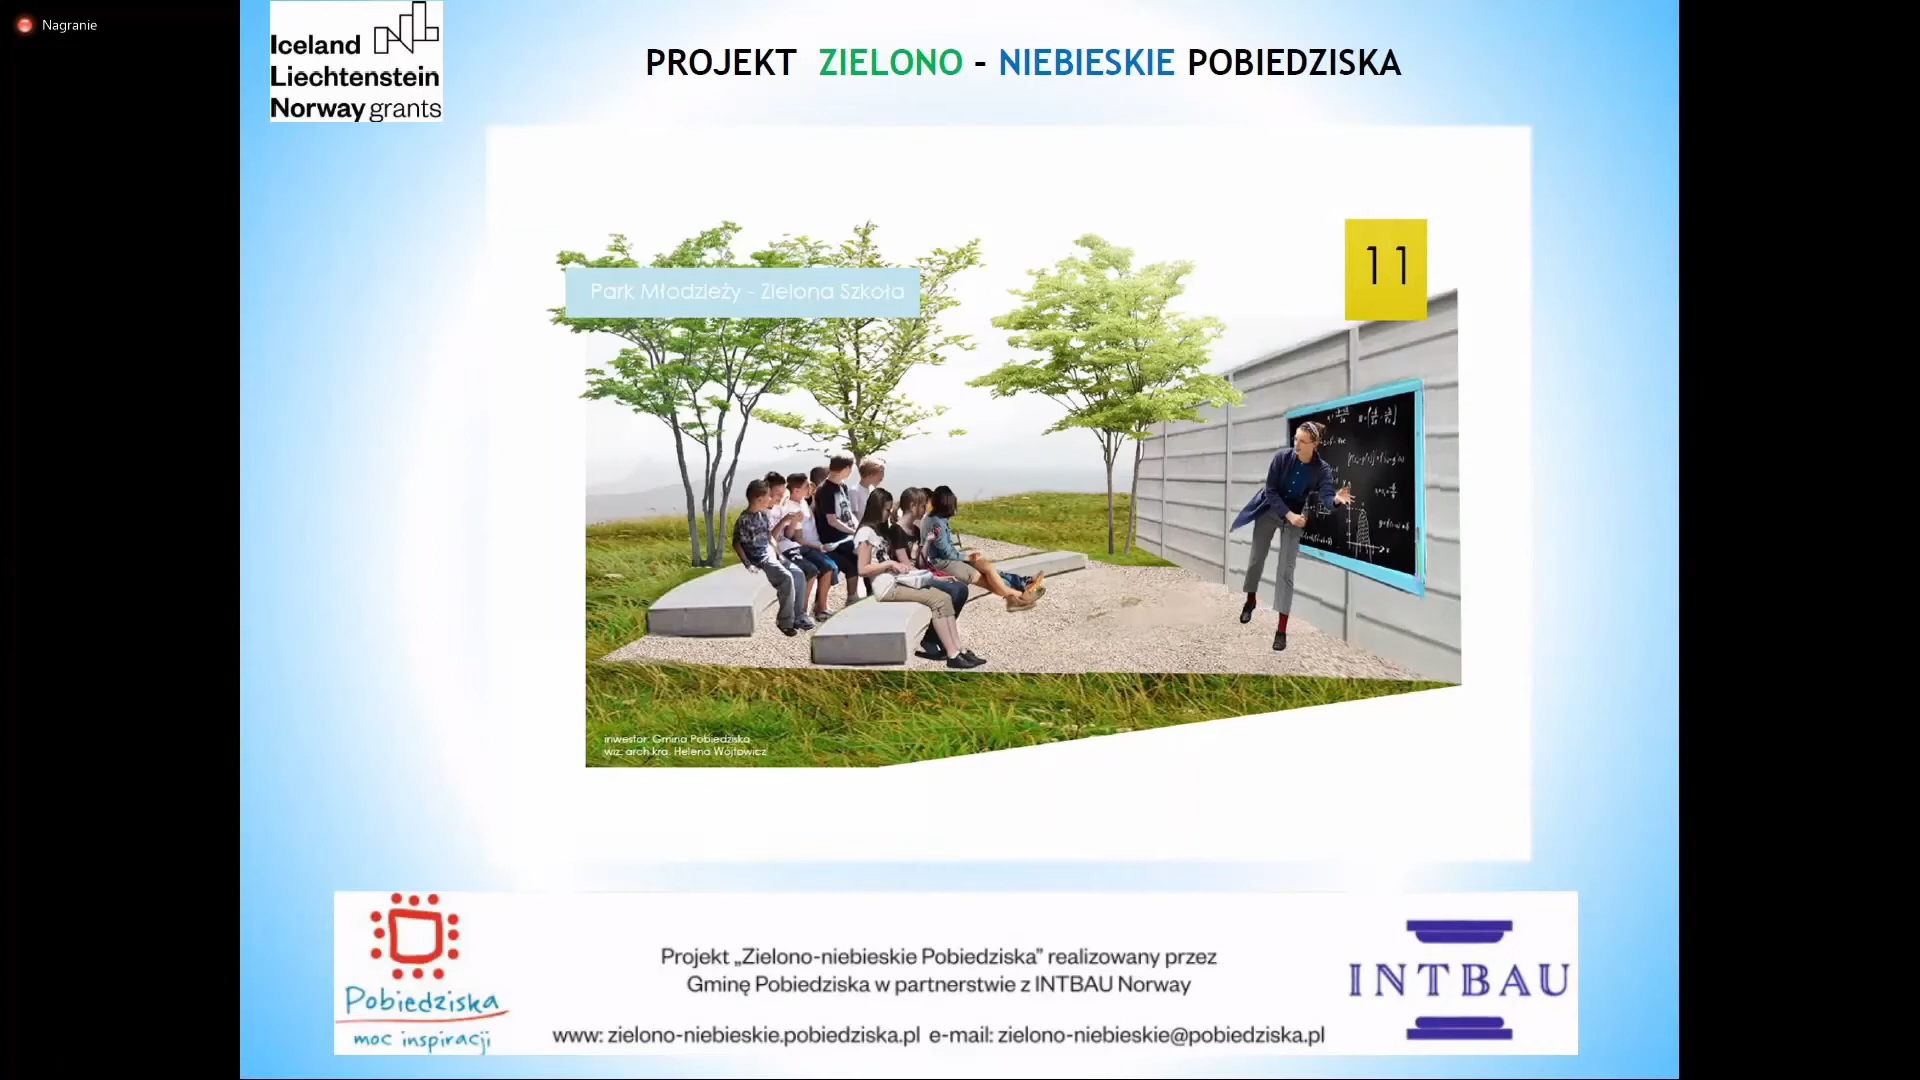 Nagranie
Iceland
Liechtenstein
Norway grants
PROJEKT ZIELONO - NIEBIESKIE POBIEDZISKA
11
Park Młodzieży - Zielona Szkoła
inwestor: Gmina Pobiedziska
wiz. arch.kra. Helena Wójtowicz
Pobiedziska
moc inspiracji
Projekt „Zielono-niebieskie Pobiedziska” realizowany przez
Gminę Pobiedziska w partnerstwie z INTBAU Norway
www: zielono-niebieskie.pobiedziska.pl e-mail: zielono-niebieskie@pobiedziska.pl
INTBAU